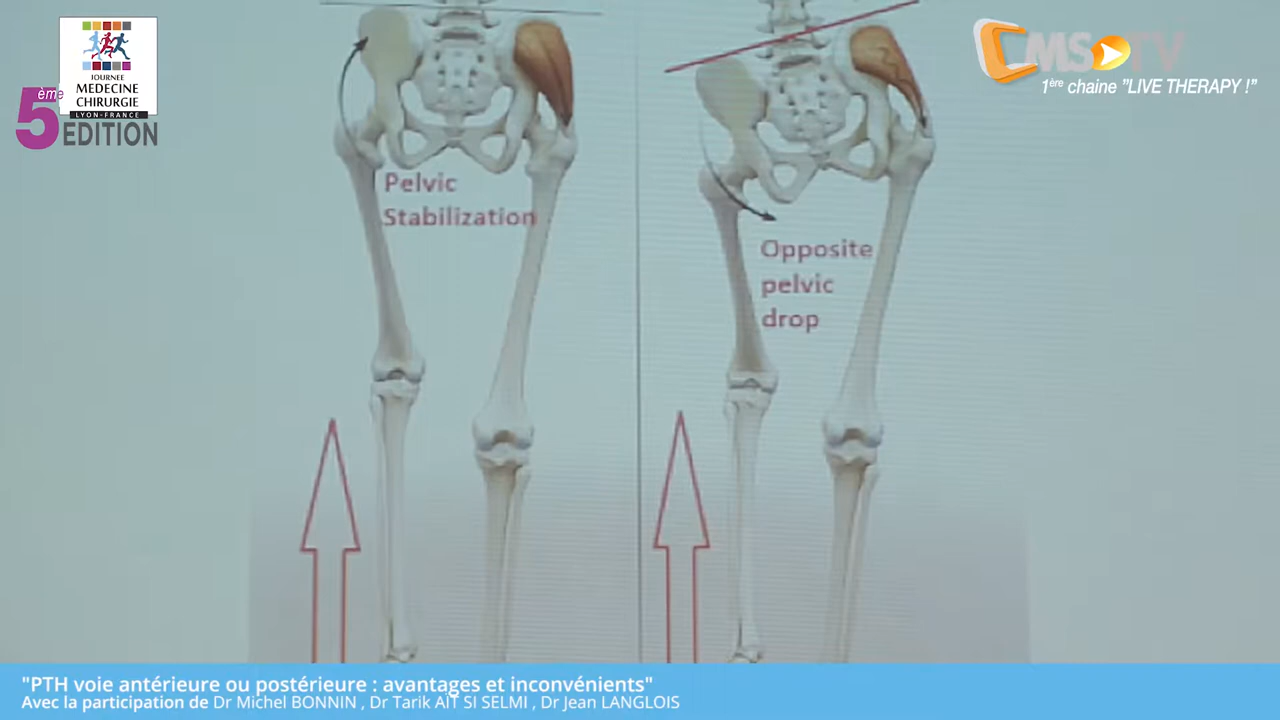 JOURNEE
MEDECINE
CHIRURGIE
LYON-FRANCE
5ème
EDITION
CMS TV
1ère chaine "LIVE THERAPY !"
Pelvic
Stabilization
Opposite
pelvic
drop
"PTH voie antérieure ou postérieure : avantages et inconvénients"
Avec la participation de Dr Michel BONNIN , Dr Tarik AÏT SI SELMI , Dr Jean LANGLOIS